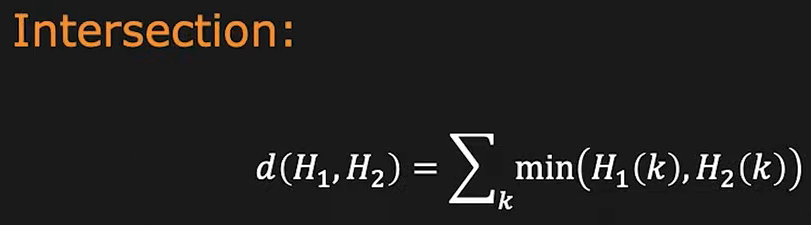 Intersection:
d(H₁, H₂) = ∑ₖ min(H₁(k), H₂(k))